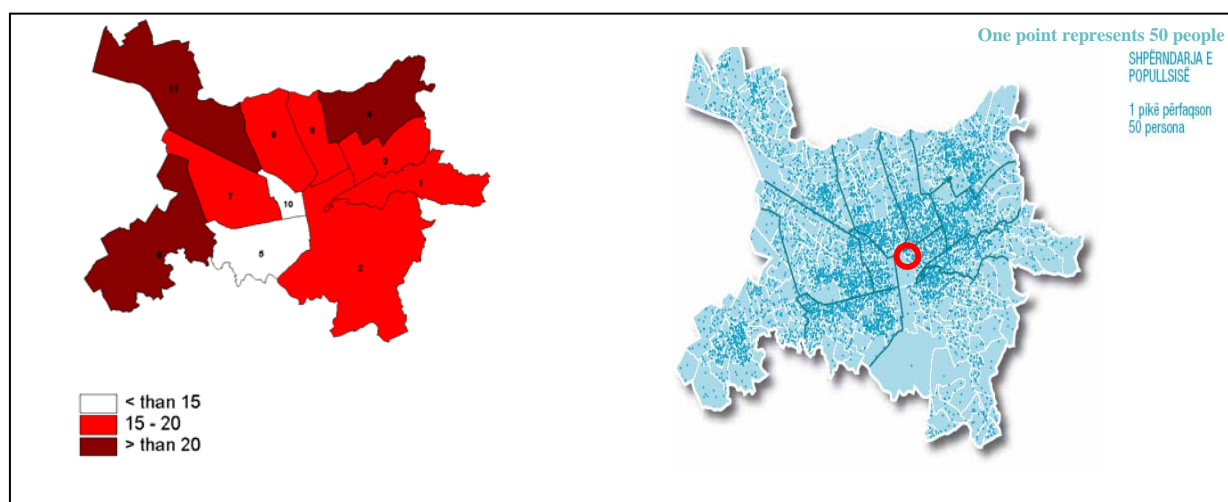 One point represents 50 people
SHPËRNDARJA E
POPULLSISË
1 pikë përfaqson
50 persona
11
4
9
8
3
1
7
10
6
5
2
< than 15
15 - 20
> than 20